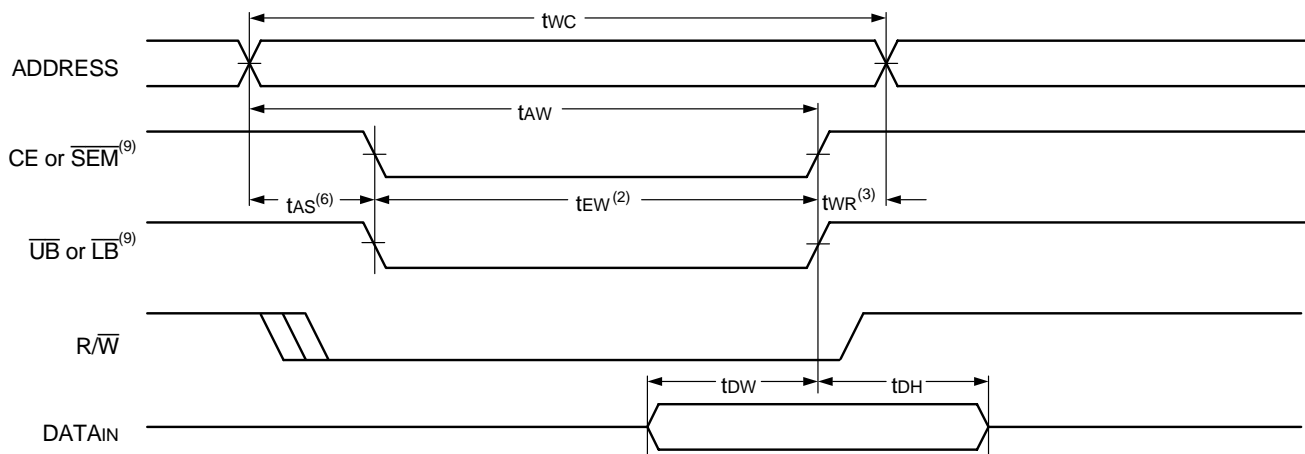 tWC
ADDRESS
tAW
CE or SEM(9)
tAS(6) tEW(2) tWR(3)
UB or LB(9)
R/W
tDW tDH
DATAIN